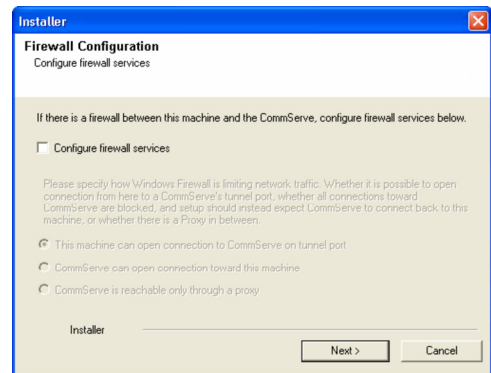 Installer
Firewall Configuration
Configure firewall services
If there is a firewall between this machine and the CommServe, configure firewall services below.
Configure firewall services
Please specify how Windows Firewall is limiting network traffic. Whether it is possible to open
connection from here to a CommServe's tunnel port, whether all connections toward
CommServe are blocked, and setup should instead expect CommServe to connect back to this
machine, or whether there is a Proxy in between.
This machine can open connection to CommServe on tunnel port
CommServe can open connection toward this machine
CommServe is reachable only through a proxy
Installer
Next >
Cancel